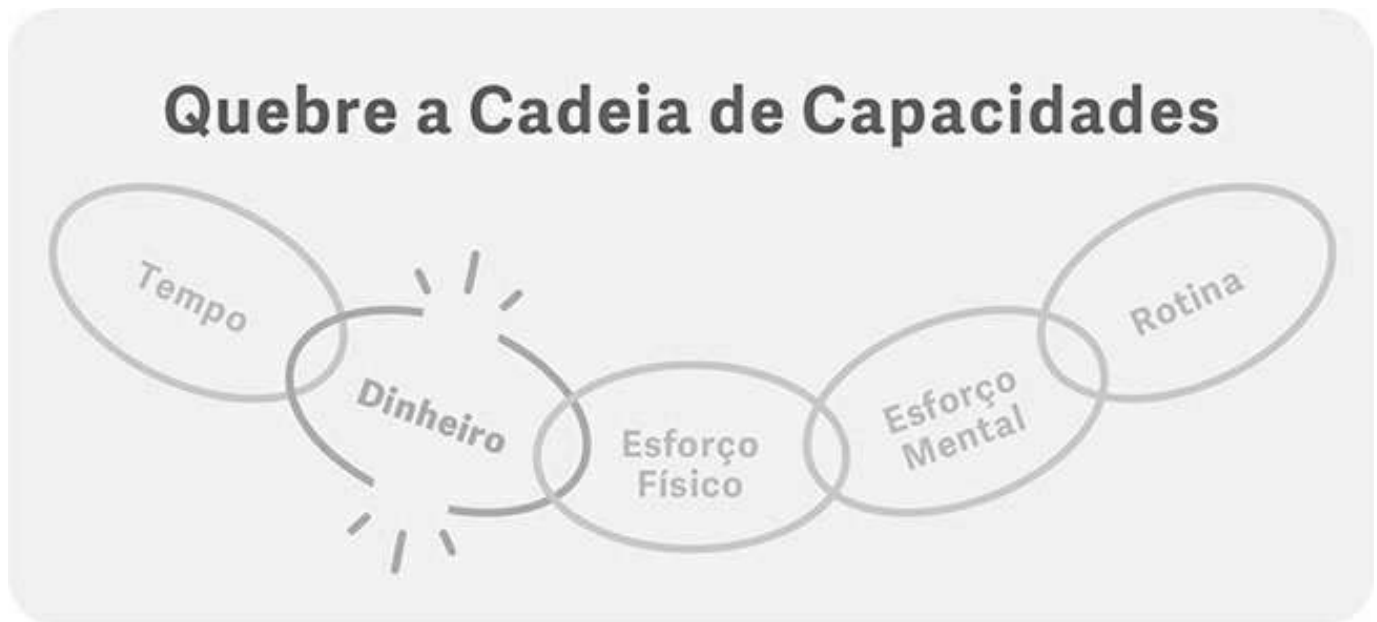 Quebre a Cadeia de Capacidades
Tempo
Dinheiro
Esforço
Físico
Esforço
Mental
Rotina